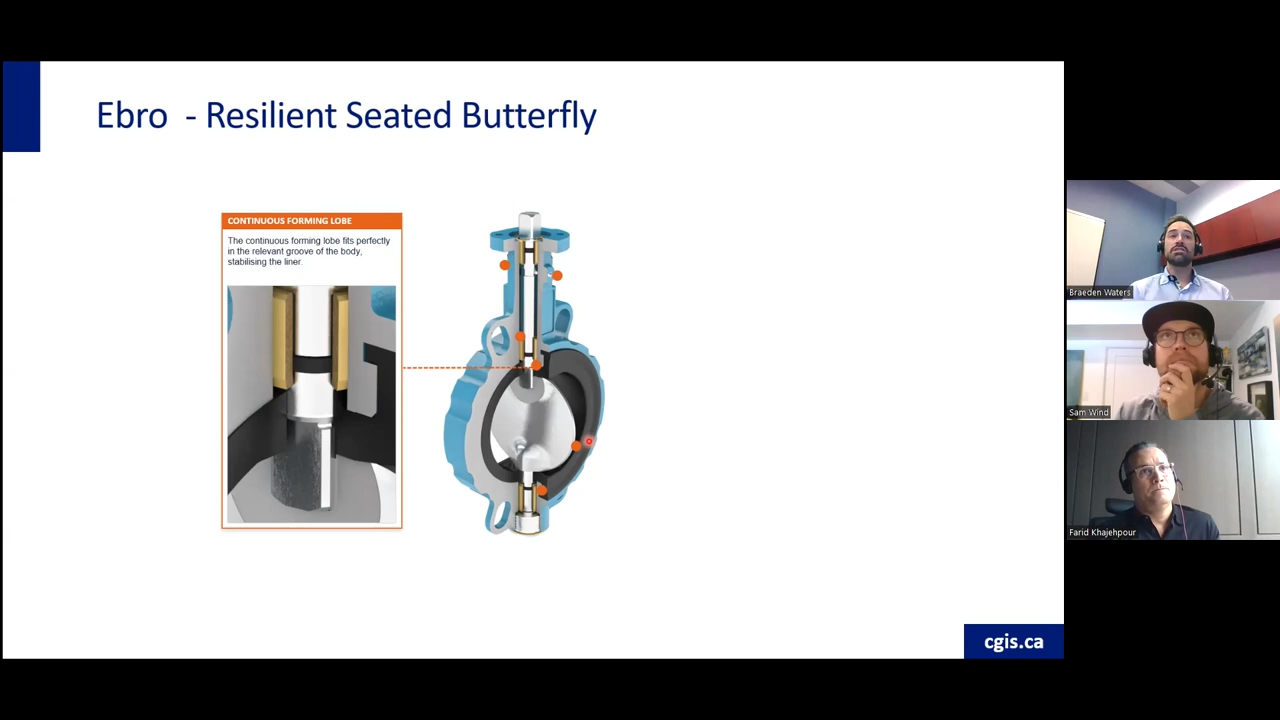 Ebro - Resilient Seated Butterfly
CONTINUOUS FORMING LOBE
The continuous forming lobe fits perfectly
in the relevant groove of the body,
stabilising the liner.
cgis.ca
Braeden Waters
Sam Wind
Farid Khajehpour